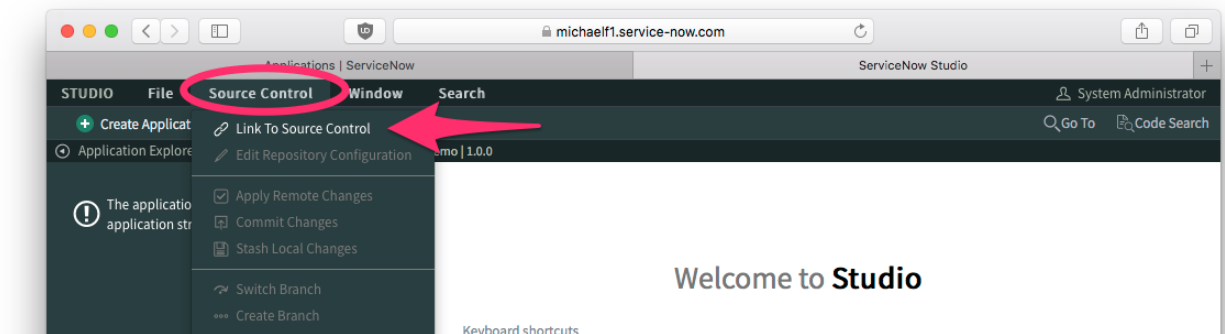 michaelf1.service-now.com
Applications | ServiceNow
ServiceNow Studio
STUDIO File Source Control Window Search
System Administrator
Create Applicat
Go To Code Search
Link To Source Control
Application Explore
Edit Repository Configuration
emo | 1.0.0
The applicatio
application str
Apply Remote Changes
Commit Changes
Stash Local Changes
Switch Branch
Create Branch
Welcome to Studio
Keyboard shortcuts